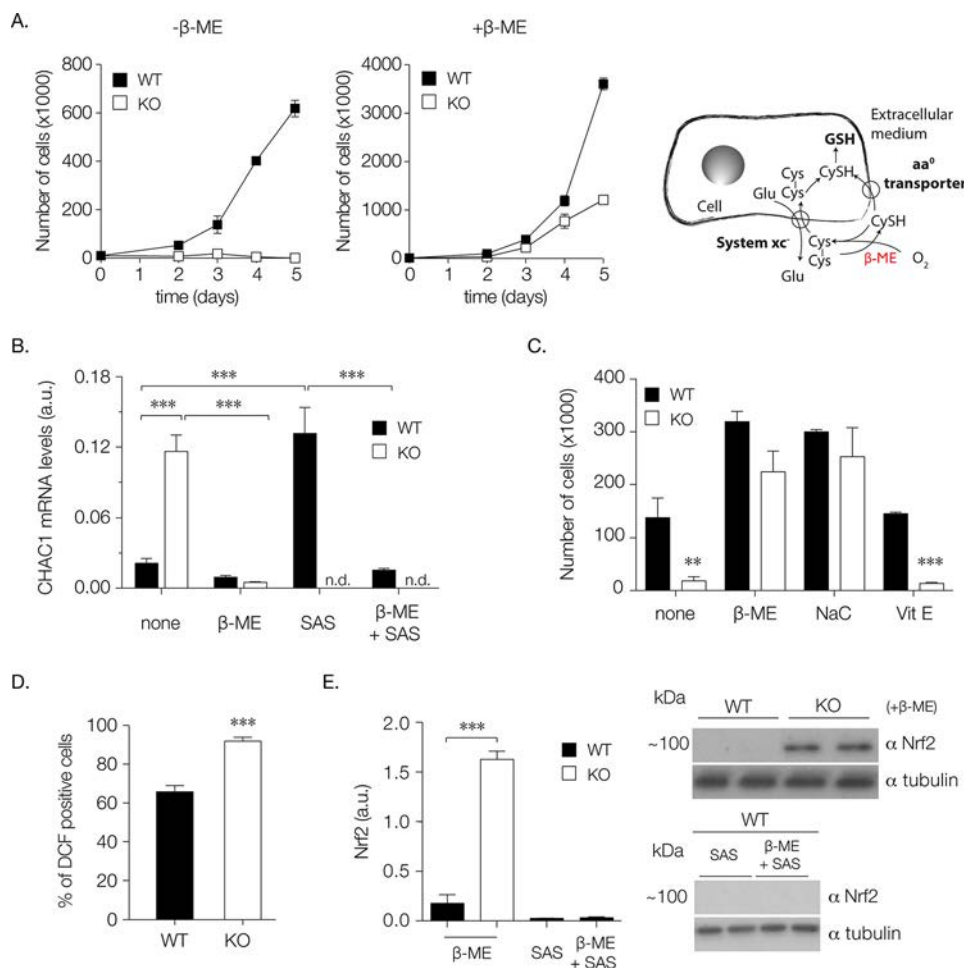 A.
-β-ME
Number of cells (x1000)
800
600
400
200
0
WT
KO
0 1 2 3 4 5
time (days)
+β-ME
Number of cells (x1000)
4000
3000
2000
1000
0
WT
KO
0 1 2 3 4 5
time (days)
Extracellular
medium
GSH
aa⁰
transporter
Cys
Cys
CySH
Glu
Cell
CySH
System xc⁻
Cys
Cys
β-ME
O₂
Glu
B.
CHAC1 mRNA levels (a.u.)
0.18
0.12
0.06
0.00
*** ***
*** ***
WT
KO
n.d. n.d.
none β-ME SAS β-ME
+ SAS
C.
Number of cells (x1000)
400
300
200
100
0
WT
KO
** ***
none β-ME NaC Vit E
D.
% of DCF positive cells
100
80
60
40
20
0
***
WT KO
E.
Nrf2 (a.u.)
2.0
1.5
1.0
0.5
0.0
***
WT
KO
β-ME SAS β-ME
+ SAS
kDa WT KO (+β-ME)
~100 α Nrf2
α tubulin
WT
kDa SAS β-ME
+ SAS
~100 α Nrf2
α tubulin